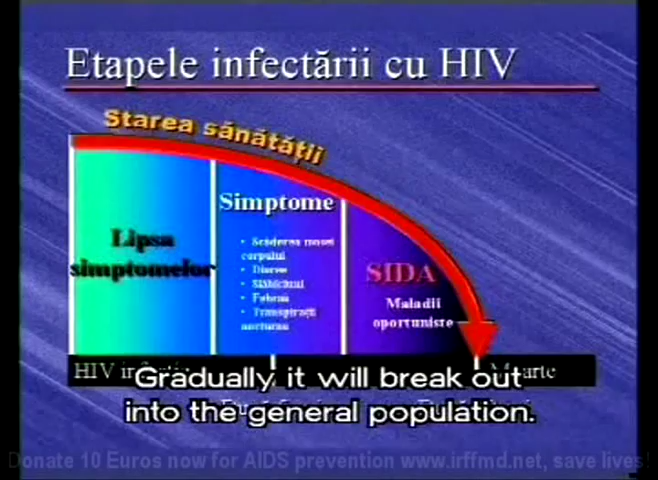 Etapele infectării cu HIV
Starea sănătății
Lipsa
simptomelor
Simptome
• Scăderea masei
corpului
• Diaree
• Slăbiciuni
• Febră
• Transpirații
nocturne
SIDA
Maladii
oportuniste
HIV
Gradually it will break out
into the general population.
Donate 10 Euros now for AIDS prevention www.irffmd.net, save lives!